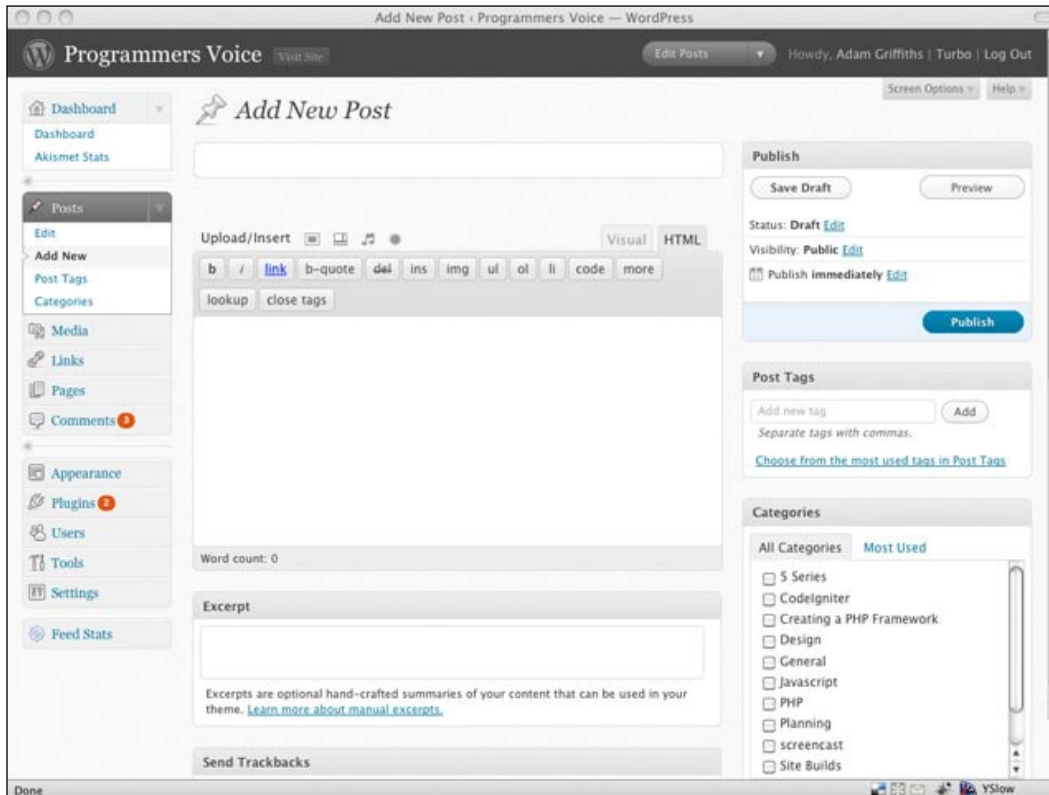 Add New Post ‹ Programmers Voice — WordPress
Programmers Voice Visit Site
Edit Posts
Howdy, Adam Griffiths | Turbo | Log Out
Screen Options Help
Dashboard
Dashboard
Akismet Stats
Posts
Edit
Add New
Post Tags
Categories
Media
Links
Pages
Comments 3
Appearance
Plugins 2
Users
Tools
Settings
Feed Stats
Add New Post
Upload/Insert
Visual HTML
b i link b-quote del ins img ul ol li code more
lookup close tags
Word count: 0
Excerpt
Excerpts are optional hand-crafted summaries of your content that can be used in your
theme. Learn more about manual excerpts.
Send Trackbacks
Publish
Save Draft Preview
Status: Draft Edit
Visibility: Public Edit
Publish immediately Edit
Publish
Post Tags
Add new tag Add
Separate tags with commas.
Choose from the most used tags in Post Tags
Categories
All Categories Most Used
5 Series
CodeIgniter
Creating a PHP Framework
Design
General
Javascript
PHP
Planning
screencast
Site Builds
Done
YSlow